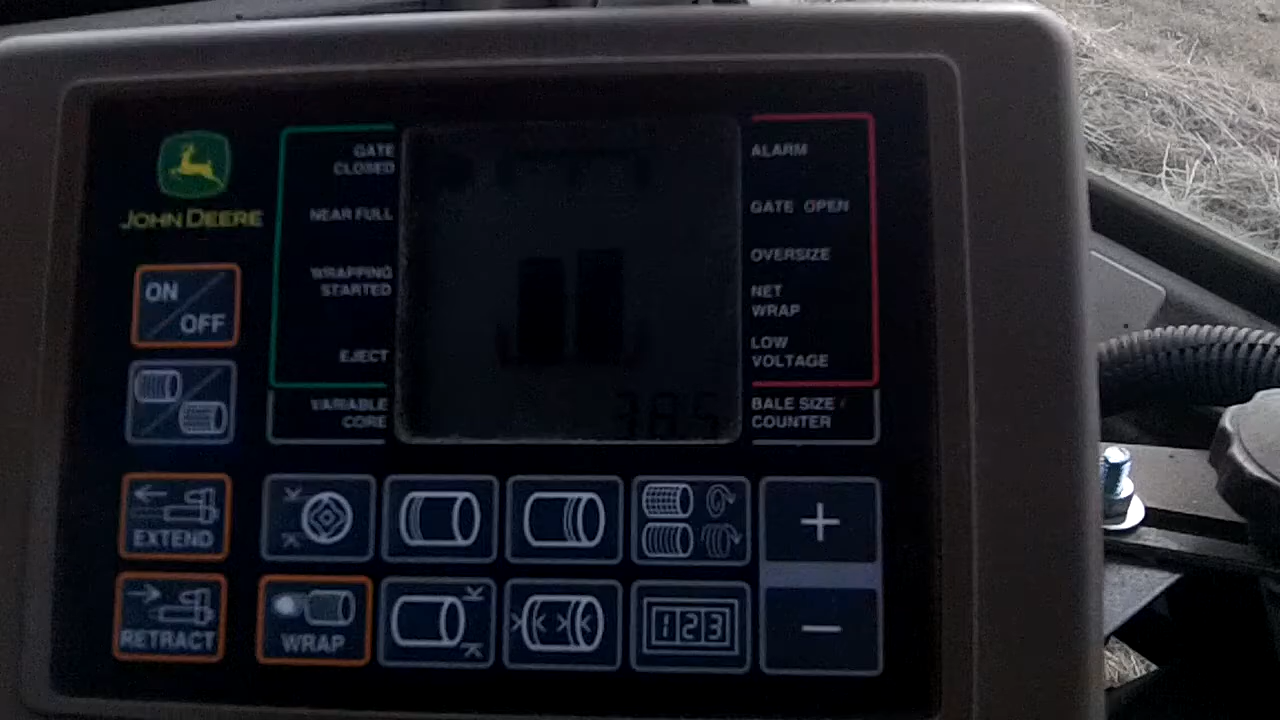 GATE
CLOSED
NEAR FULL
WRAPPING
STARTED
EJECT
VARIABLE
CORE
JOHN DEERE
ON
OFF
ALARM
GATE OPEN
OVERSIZE
NET
WRAP
LOW
VOLTAGE
BALE SIZE /
COUNTER
385
EXTEND
RETRACT
WRAP
123
+
−